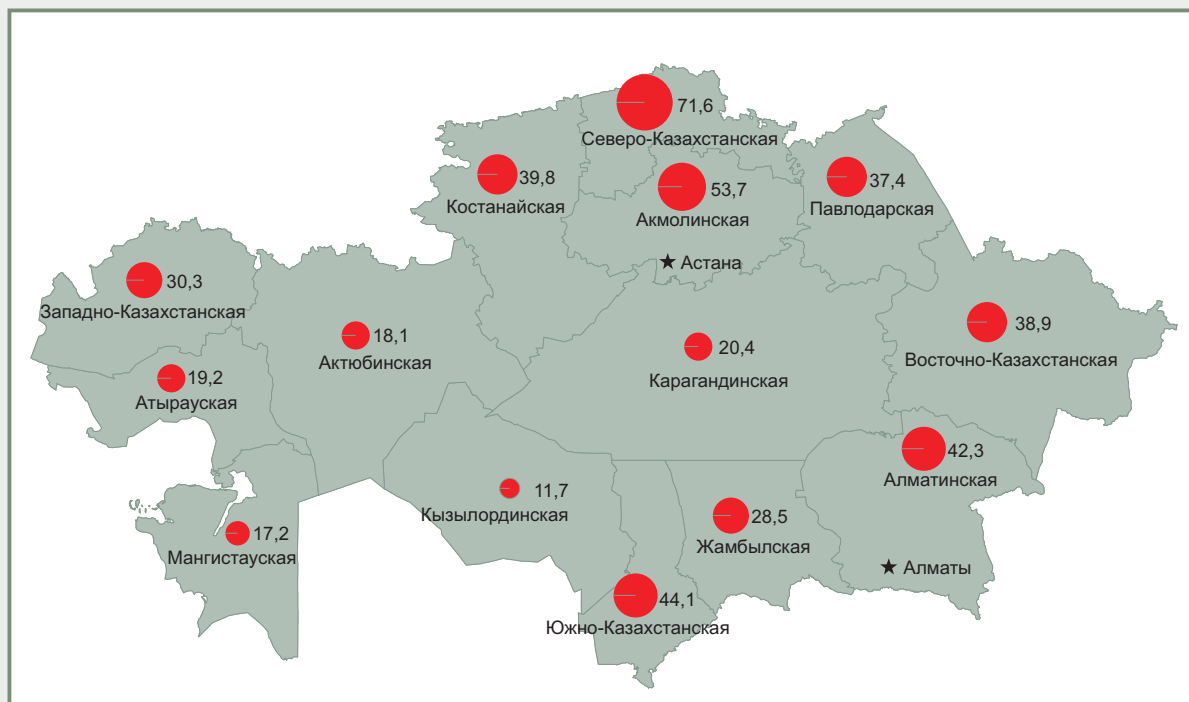 71,6
Северо-Казахстанская
39,8
Костанайская
53,7
Акмолинская
37,4
Павлодарская
Астана
30,3
Западно-Казахстанская
18,1
Актюбинская
20,4
Карагандинская
38,9
Восточно-Казахстанская
19,2
Атырауская
42,3
Алматинская
11,7
Кызылординская
28,5
Жамбылская
17,2
Мангистауская
Алматы
44,1
Южно-Казахстанская